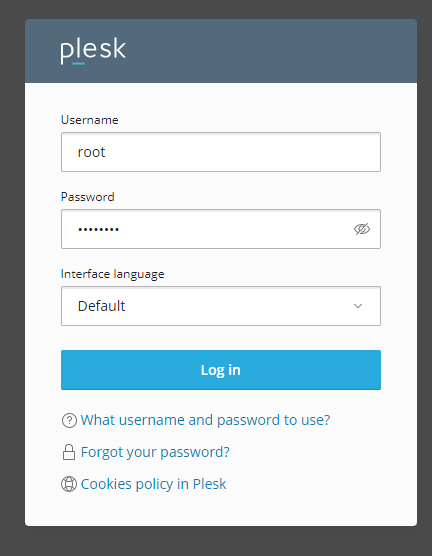 plesk
Username
root
Password
••••••••
Interface language
Default
Log in
What username and password to use?
Forgot your password?
Cookies policy in Plesk